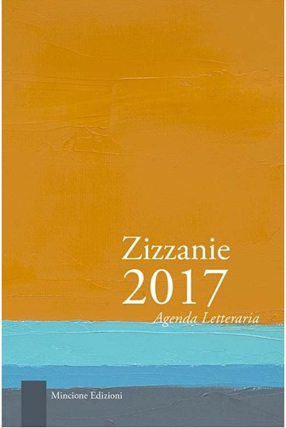 Zizzanie
2017
Agenda Letteraria
Mincione Edizioni